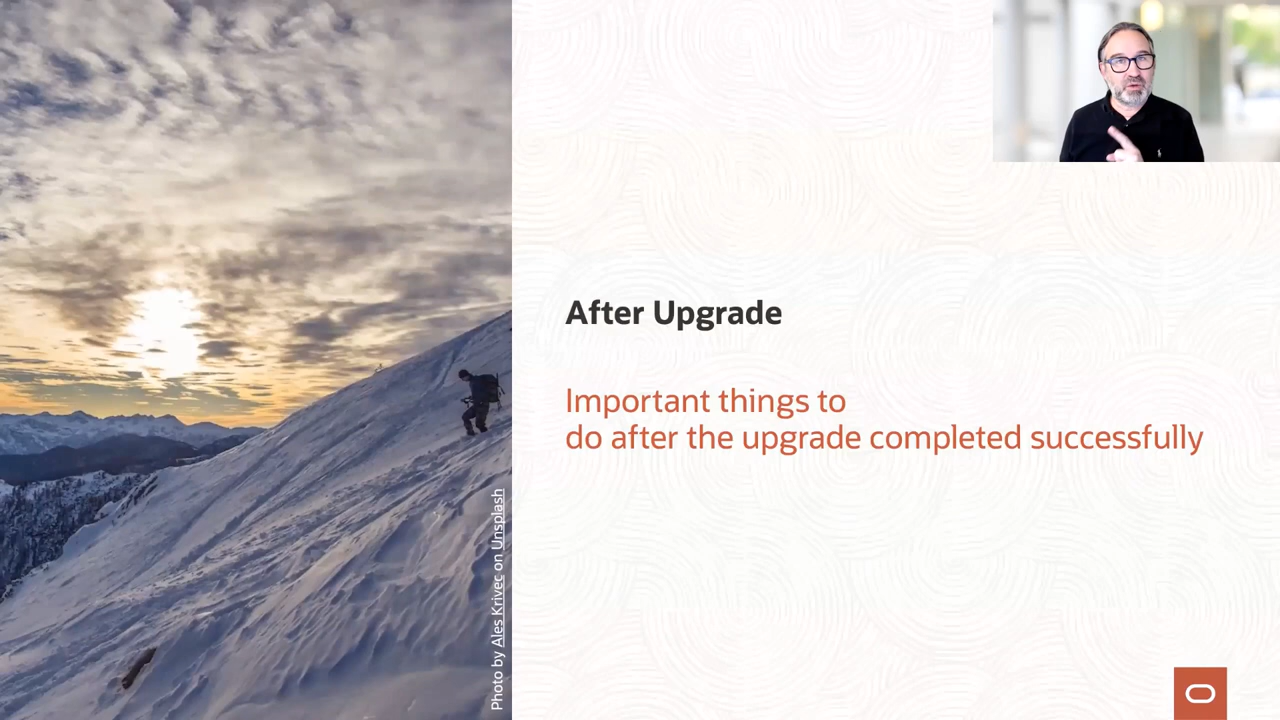 After Upgrade
Important things to
do after the upgrade completed successfully
Photo by Ales Krivec on Unsplash